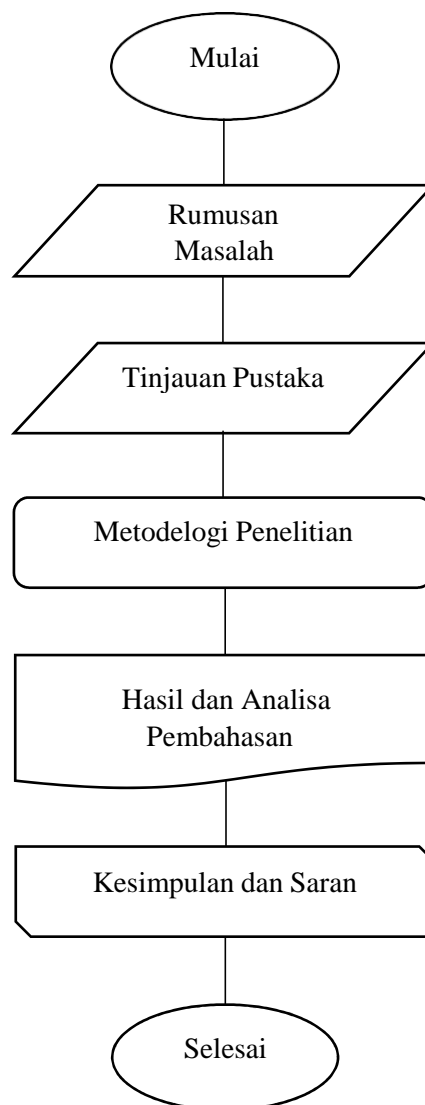 Mulai
Rumusan
Masalah
Tinjauan Pustaka
Metodelogi Penelitian
Hasil dan Analisa
Pembahasan
Kesimpulan dan Saran
Selesai